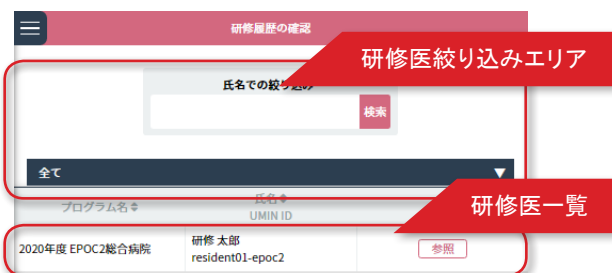 研修履歴の確認
研修医絞り込みエリア
氏名での絞り込み
検索
全て ▼
プログラム名
氏名
UMIN ID
研修医一覧
2020年度 EPOC2総合病院
研修 太郎
resident01-epoc2
参照